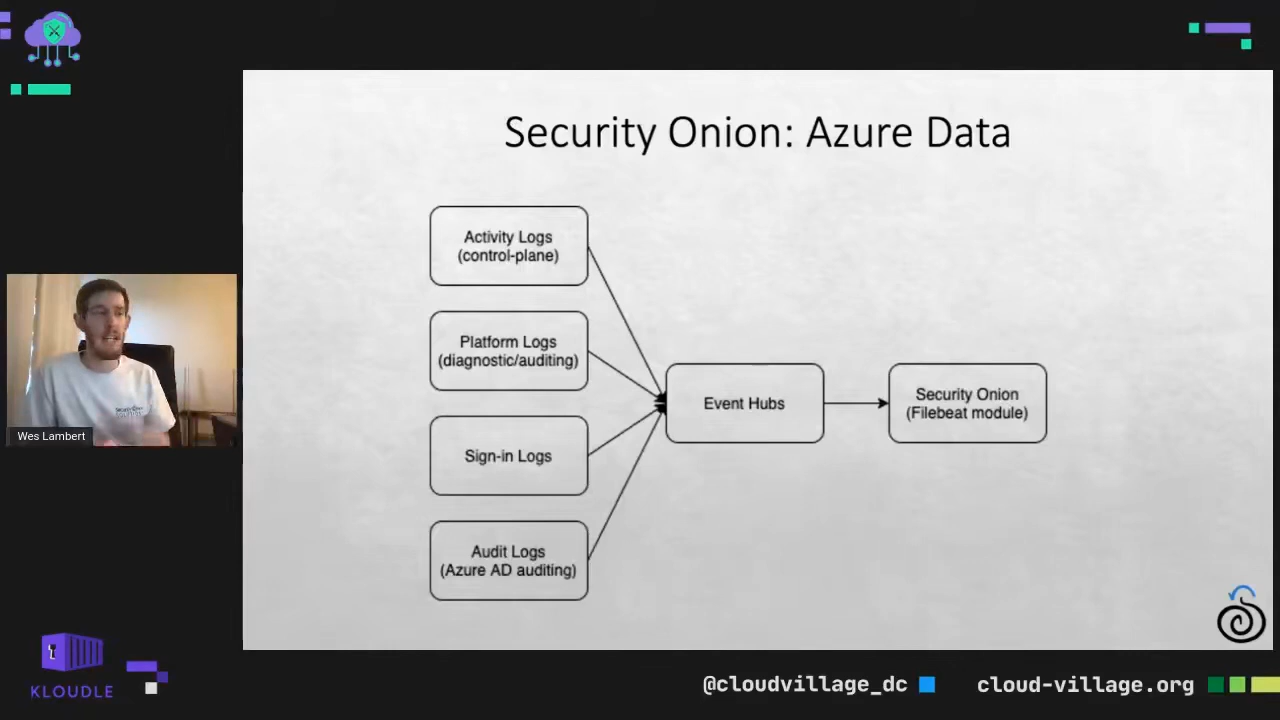 Security Onion: Azure Data
Activity Logs
(control-plane)
Platform Logs
(diagnostic/auditing)
Sign-in Logs
Audit Logs
(Azure AD auditing)
Event Hubs
Security Onion
(Filebeat module)
Wes Lambert
KLOUDLE
@cloudvillage_dc
cloud-village.org